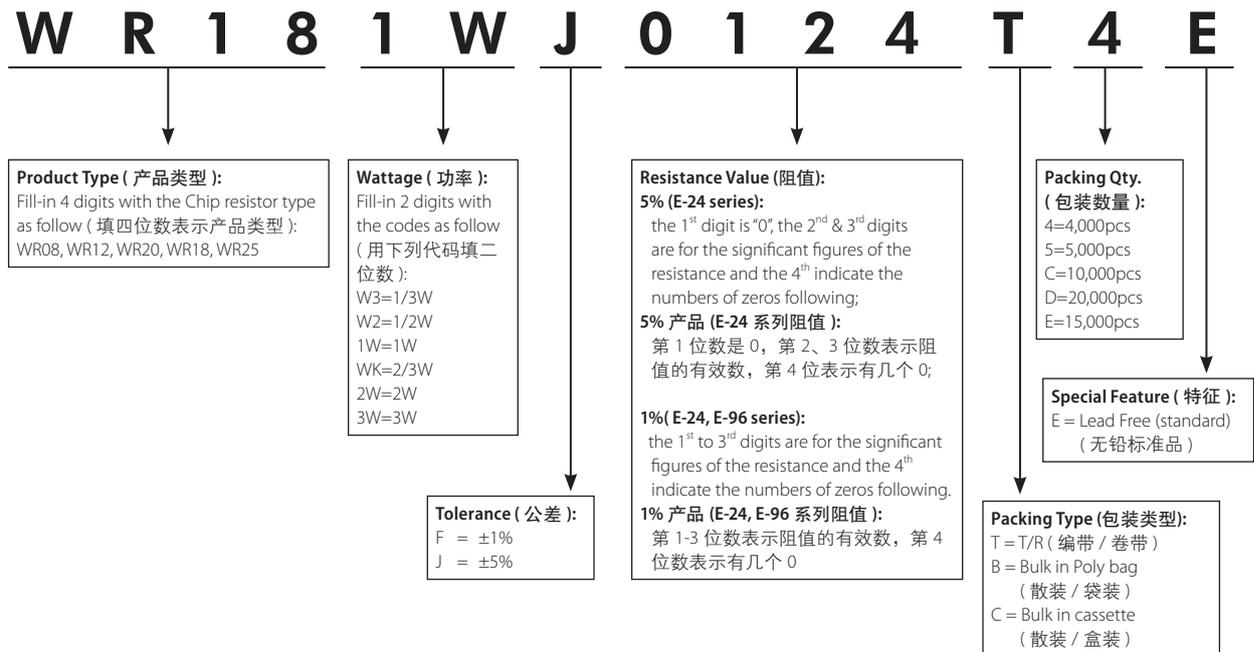 W R 1 8 1 W J 0 1 2 4 T 4 E
Product Type ( 产品类型 ):
Fill-in 4 digits with the Chip resistor type
as follow ( 填四位数表示产品类型 ):
WR08, WR12, WR20, WR18, WR25
Wattage ( 功率 ):
Fill-in 2 digits with
the codes as follow
( 用下列代码填二
位数 ):
W3=1/3W
W2=1/2W
1W=1W
WK=2/3W
2W=2W
3W=3W
Tolerance ( 公差 ):
F = ±1%
J = ±5%
Resistance Value (阻值):
5% (E-24 series):
the 1st digit is “0”, the 2nd & 3rd digits
are for the significant figures of the
resistance and the 4th indicate the
numbers of zeros following;
5% 产品 (E-24 系列阻值 ):
第 1 位数是 0，第 2、3 位数表示阻
值的有效数，第 4 位表示有几个 0;
1%( E-24, E-96 series):
the 1st to 3rd digits are for the significant
figures of the resistance and the 4th
indicate the numbers of zeros following.
1% 产品 (E-24, E-96 系列阻值 ):
第 1-3 位数表示阻值的有效数，第 4
位数表示有几个 0
Packing Qty.
( 包装数量 ):
4=4,000pcs
5=5,000pcs
C=10,000pcs
D=20,000pcs
E=15,000pcs
Special Feature ( 特征 ):
E = Lead Free (standard)
( 无铅标准品 )
Packing Type (包装类型):
T = T/R ( 编带 / 卷带 )
B = Bulk in Poly bag
( 散装 / 袋装 )
C = Bulk in cassette
( 散装 / 盒装 )